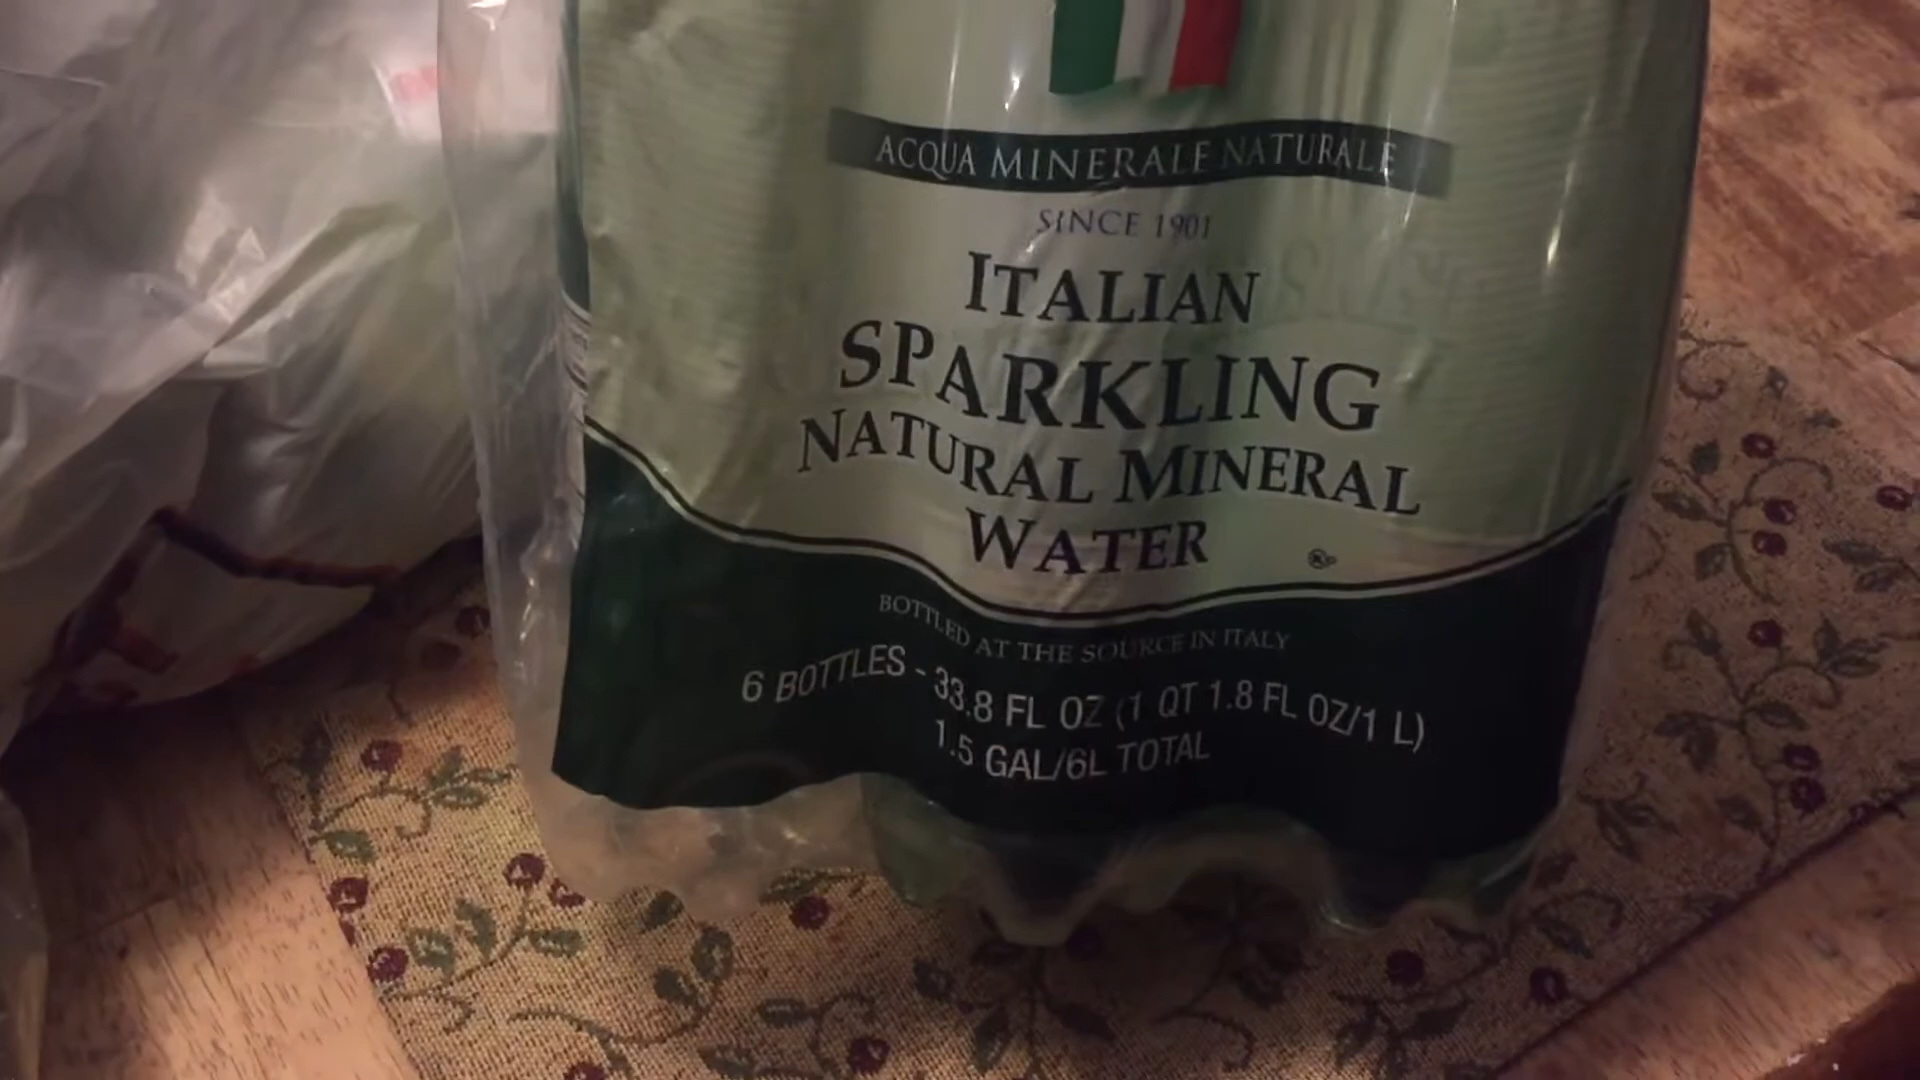 ACQUA MINERALE NATURALE
SINCE 1901
ITALIAN
SPARKLING
NATURAL MINERAL
WATER
BOTTLED AT THE SOURCE IN ITALY
6 BOTTLES - 33.8 FL OZ (1 QT 1.8 FL OZ/1 L)
1.5 GAL/6L TOTAL